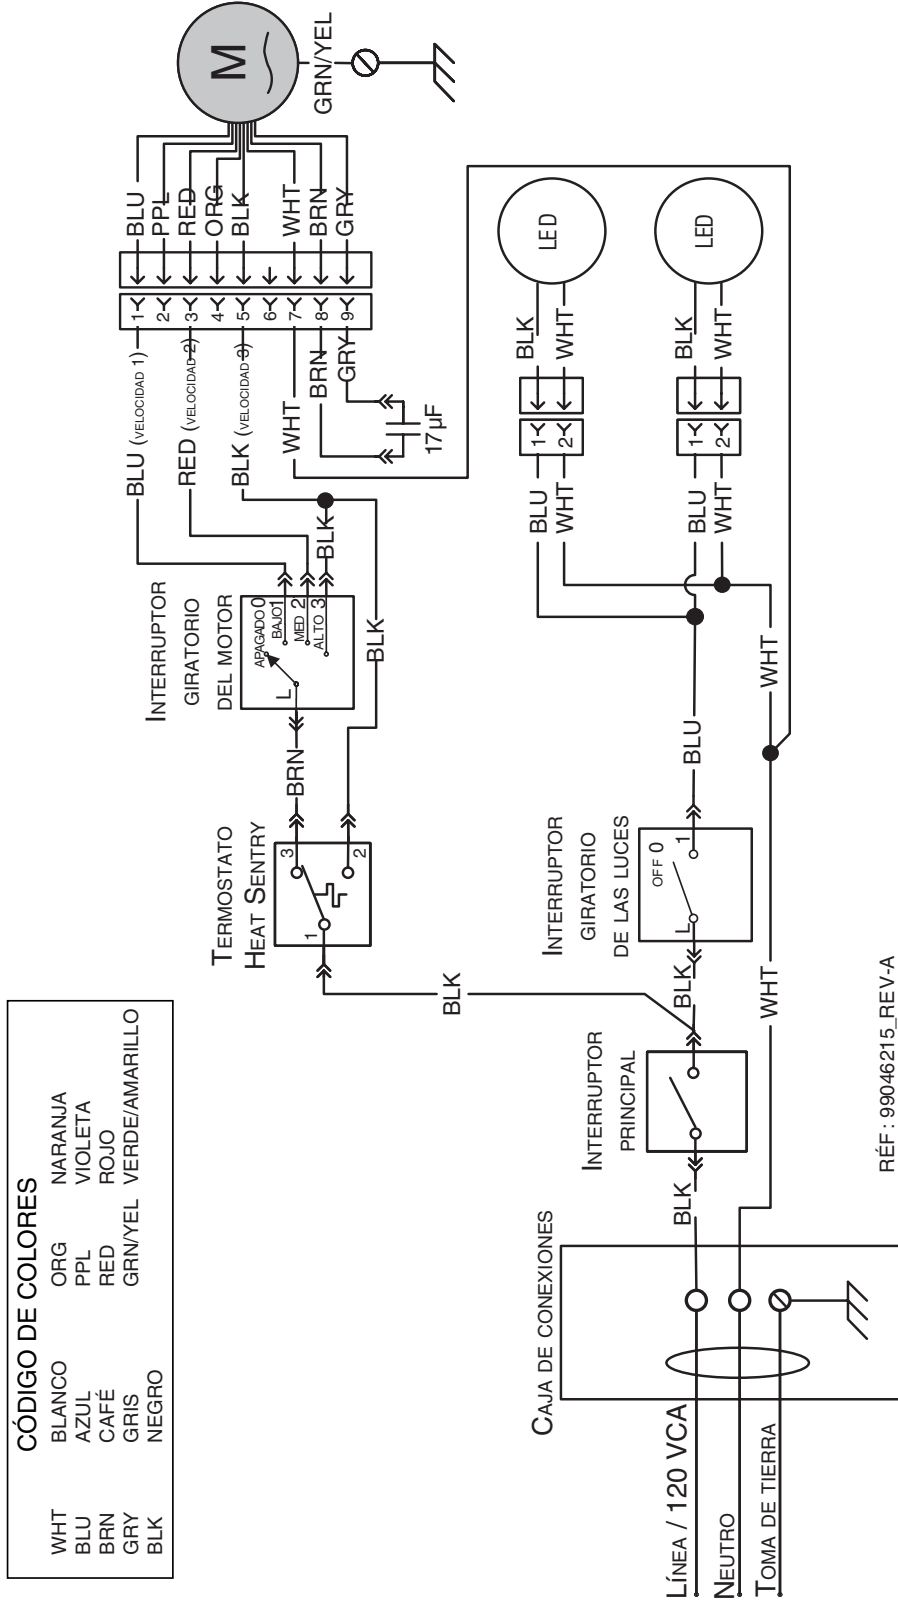 CÓDIGO DE COLORES
WHT BLANCO ORG NARANJA
BLU AZUL PPL VIOLETA
BRN CAFÉ RED ROJO
GRY GRIS GRN/YEL VERDE/AMARILLO
BLK NEGRO
LÍNEA / 120 VCA
NEUTRO
TOMA DE TIERRA
CAJA DE CONEXIONES
BLK
INTERRUPTOR
PRINCIPAL
BLK
BLK
WHT
TERMOSTATO
HEAT SENTRY
1
3
2
BRN
BLK
INTERRUPTOR
GIRATORIO
DEL MOTOR
L
APAGADO 0
BAJO 1
MED 2
ALTO 3
BLK
INTERRUPTOR
GIRATORIO
DE LAS LUCES
L
OFF 0
1
BLU
WHT
BLU (VELOCIDAD 1)
RED (VELOCIDAD 2)
BLK (VELOCIDAD 3)
WHT
BRN
GRY
17 µF
1
2
3
4
5
6
7
8
9
BLU
PPL
RED
ORG
BLK
WHT
BRN
GRY
M
GRN/YEL
BLU
WHT
1
2
BLK
WHT
LED
BLU
WHT
1
2
BLK
WHT
LED
RÉF : 99046215_REV-A